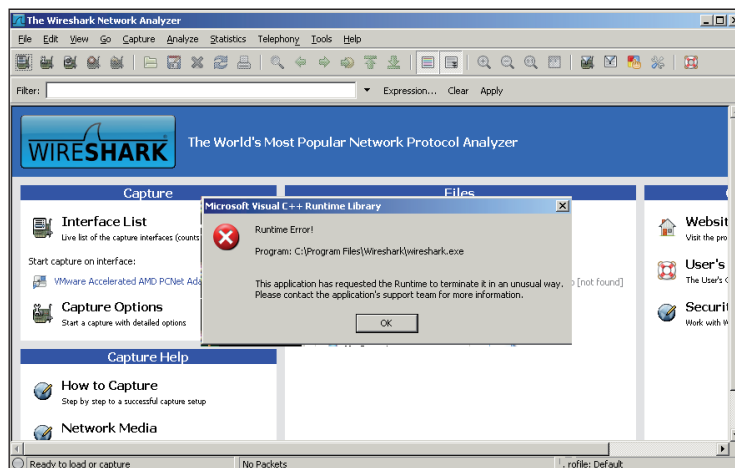 The Wireshark Network Analyzer
File Edit View Go Capture Analyze Statistics Telephony Tools Help
Filter: Expression... Clear Apply
WIRESHARK
The World's Most Popular Network Protocol Analyzer
Capture
Interface List
Live list of the capture interfaces (counts
Start capture on interface:
VMware Accelerated AMD PCNet Ada
Capture Options
Start a capture with detailed options
Capture Help
How to Capture
Step by step to a successful capture setup
Network Media
Files
[not found]
Microsoft Visual C++ Runtime Library
Runtime Error!
Program: C:\Program Files\Wireshark\wireshark.exe
This application has requested the Runtime to terminate it in an unusual way.
Please contact the application's support team for more information.
OK
Websit
Visit the pro
User's
The User's
Securit
Work with
Ready to load or capture
No Packets
rofile: Default